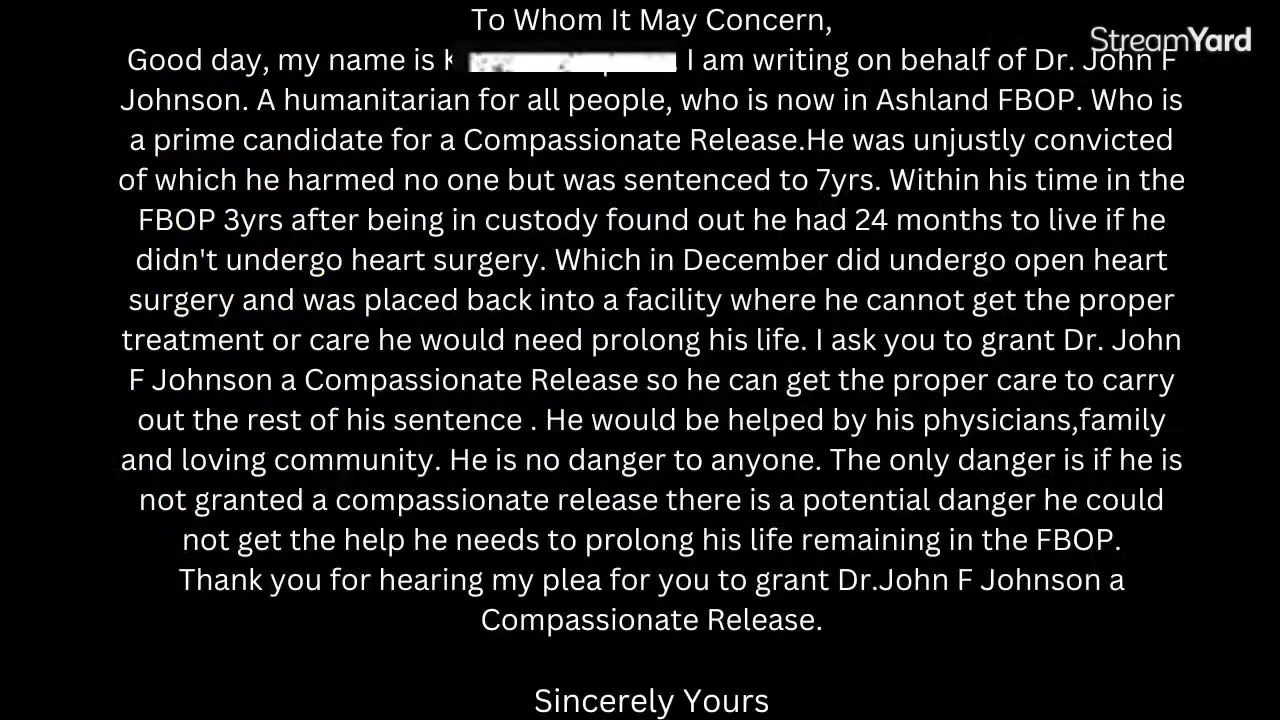 To Whom It May Concern,
StreamYard
Good day, my name is K I am writing on behalf of Dr. John F
Johnson. A humanitarian for all people, who is now in Ashland FBOP. Who is
a prime candidate for a Compassionate Release.He was unjustly convicted
of which he harmed no one but was sentenced to 7yrs. Within his time in the
FBOP 3yrs after being in custody found out he had 24 months to live if he
didn't undergo heart surgery. Which in December did undergo open heart
surgery and was placed back into a facility where he cannot get the proper
treatment or care he would need prolong his life. I ask you to grant Dr. John
F Johnson a Compassionate Release so he can get the proper care to carry
out the rest of his sentence . He would be helped by his physicians,family
and loving community. He is no danger to anyone. The only danger is if he is
not granted a compassionate release there is a potential danger he could
not get the help he needs to prolong his life remaining in the FBOP.
Thank you for hearing my plea for you to grant Dr.John F Johnson a
Compassionate Release.
Sincerely Yours